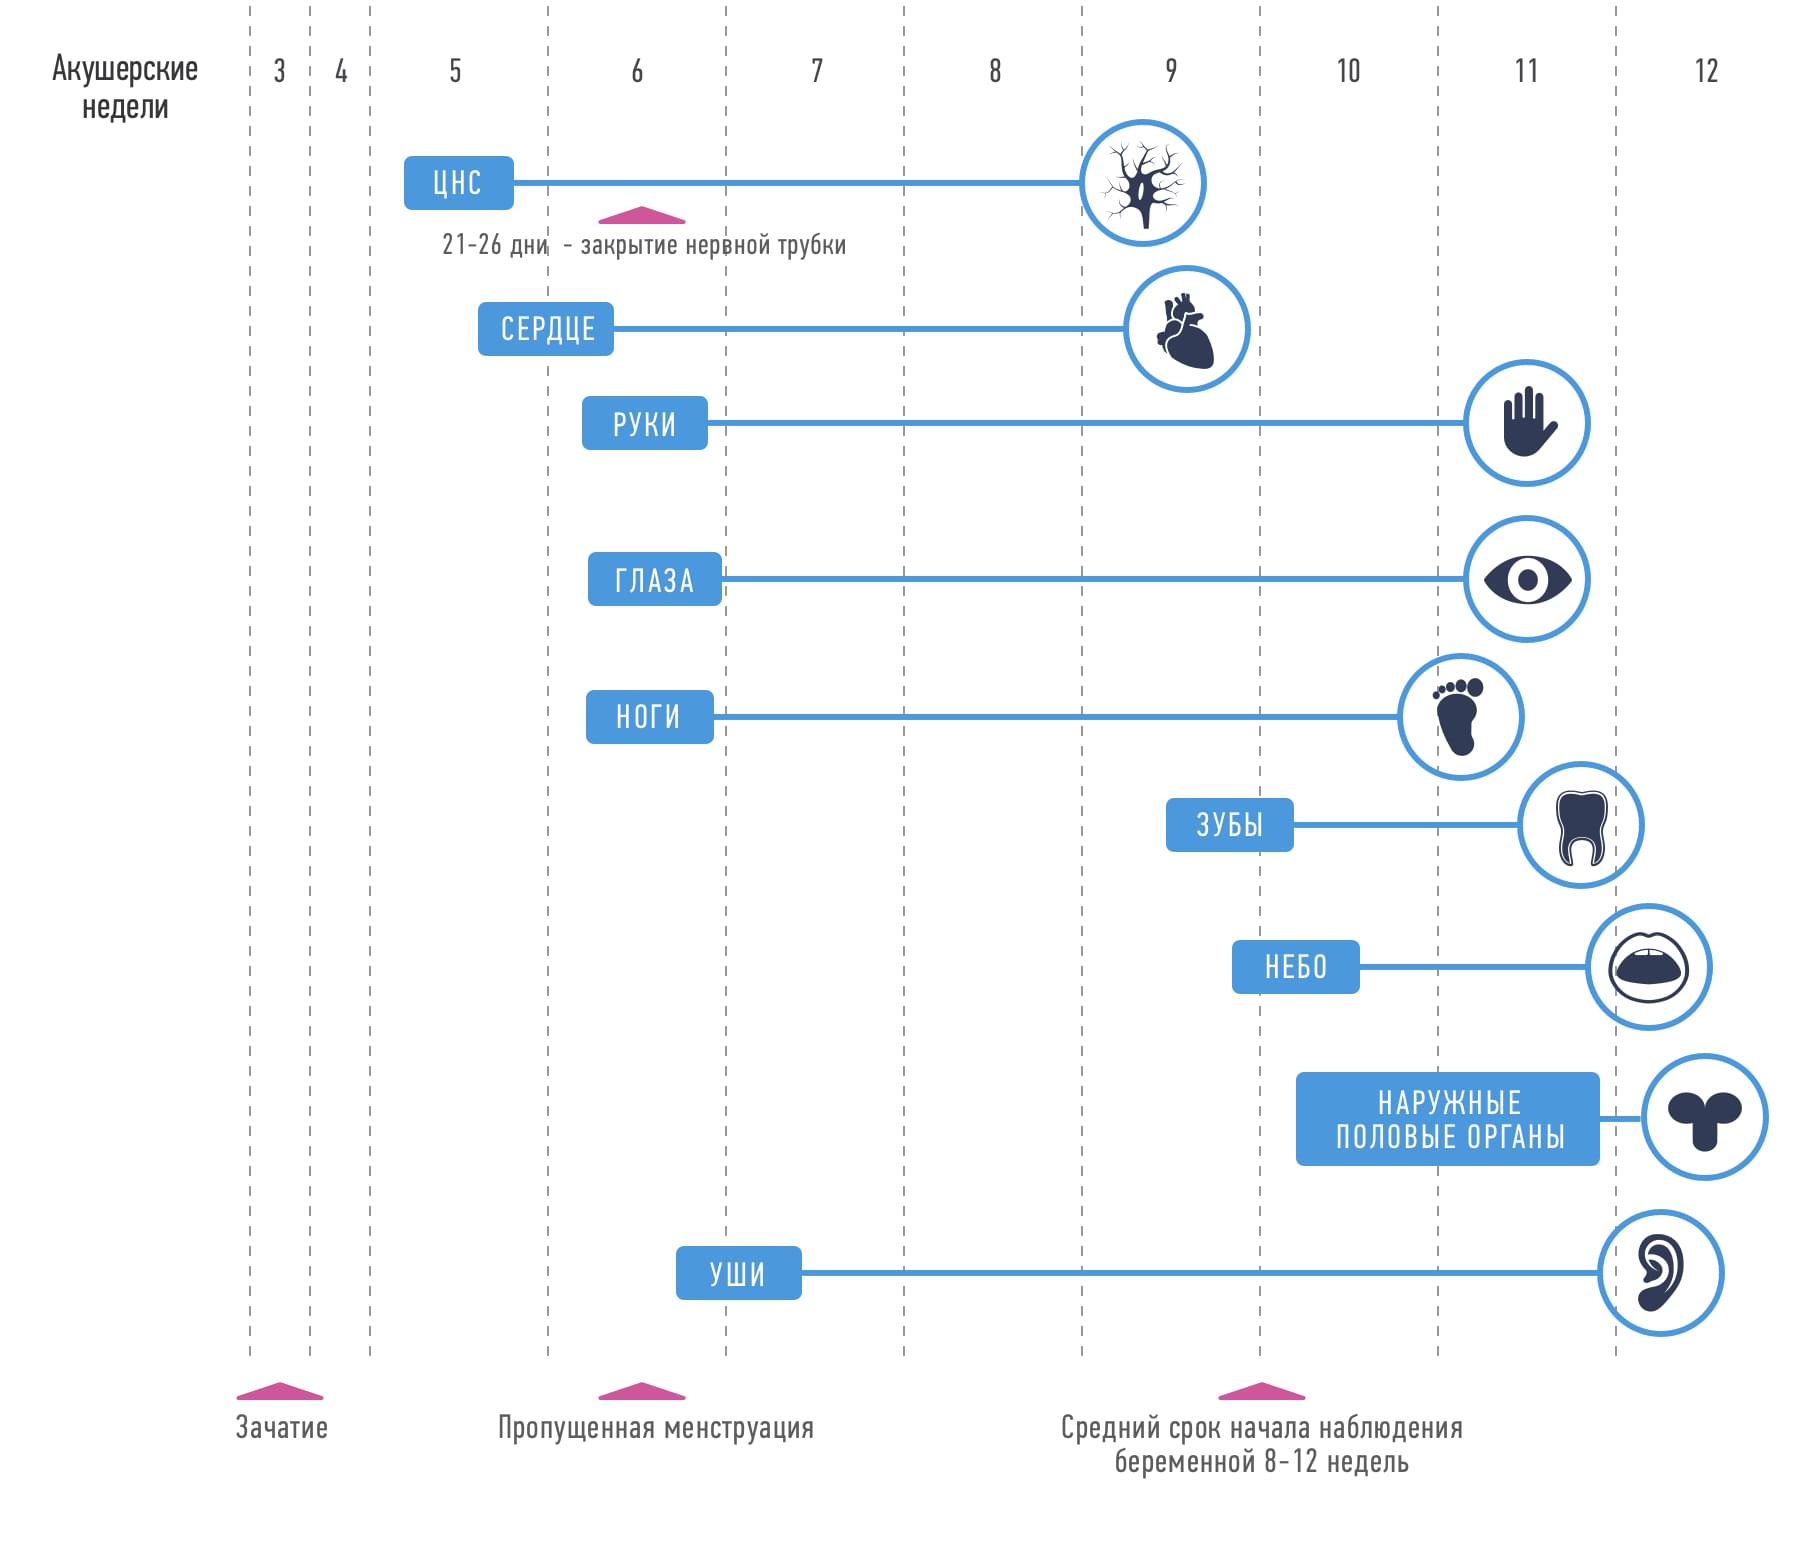 Акушерские
недели
3 4 5 6 7 8 9 10 11 12
ЦНС
21-26 дни - закрытие нервной трубки
СЕРДЦЕ
РУКИ
ГЛАЗА
НОГИ
ЗУБЫ
НЕБО
НАРУЖНЫЕ
ПОЛОВЫЕ ОРГАНЫ
УШИ
Зачатие
Пропущенная менструация
Средний срок начала наблюдения
беременной 8-12 недель